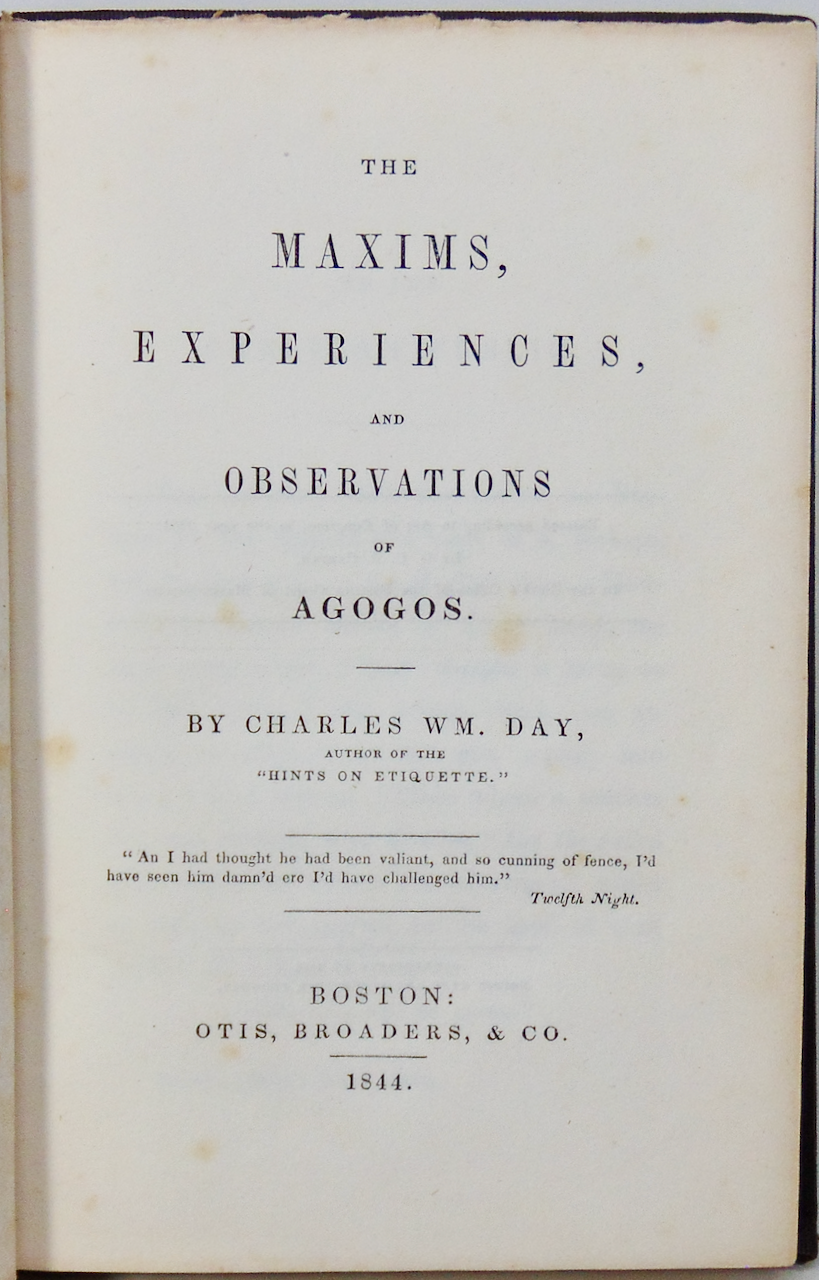 THE
MAXIMS,
EXPERIENCES,
AND
OBSERVATIONS
OF
AGOGOS.
BY CHARLES WM. DAY,
AUTHOR OF THE
"HINTS ON ETIQUETTE."
"An I had thought he had been valiant, and so cunning of fence, I'd
have seen him damn'd ere I'd have challenged him."
Twelfth Night.
BOSTON:
OTIS, BROADERS, & CO.
1844.